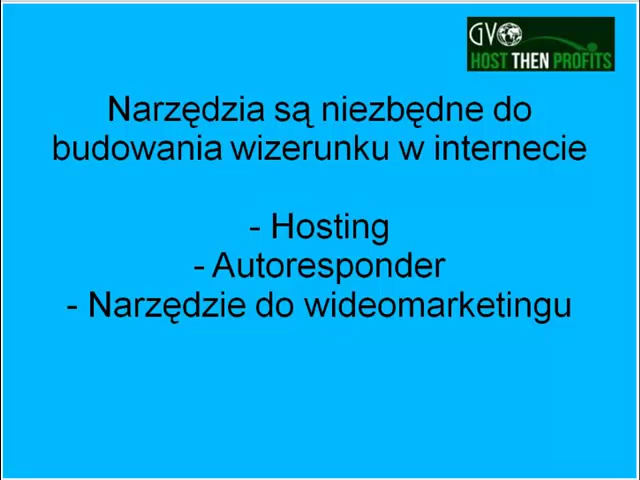 GVO
HOST THEN PROFITS
Narzędzia są niezbędne do
budowania wizerunku w internecie
- Hosting
- Autoresponder
- Narzędzie do wideomarketingu